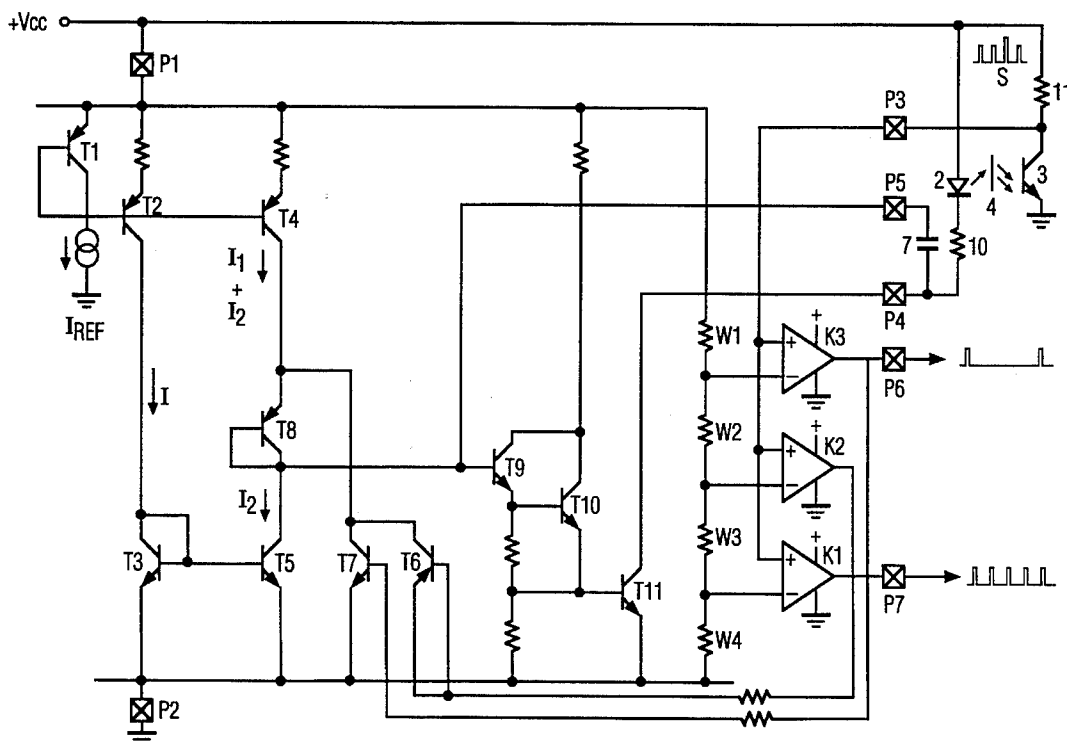 +Vcc
P1
S
11
P3
T1
P5
2
3
4
T2
T4
7
10
I1
+
I2
IREF
P4
W1
K3
P6
I
T8
W2
K2
T9
I2
T10
W3
T3
T5
T7
T6
K1
T11
P7
W4
P2
+
+
+
+
-
+
-
+
-